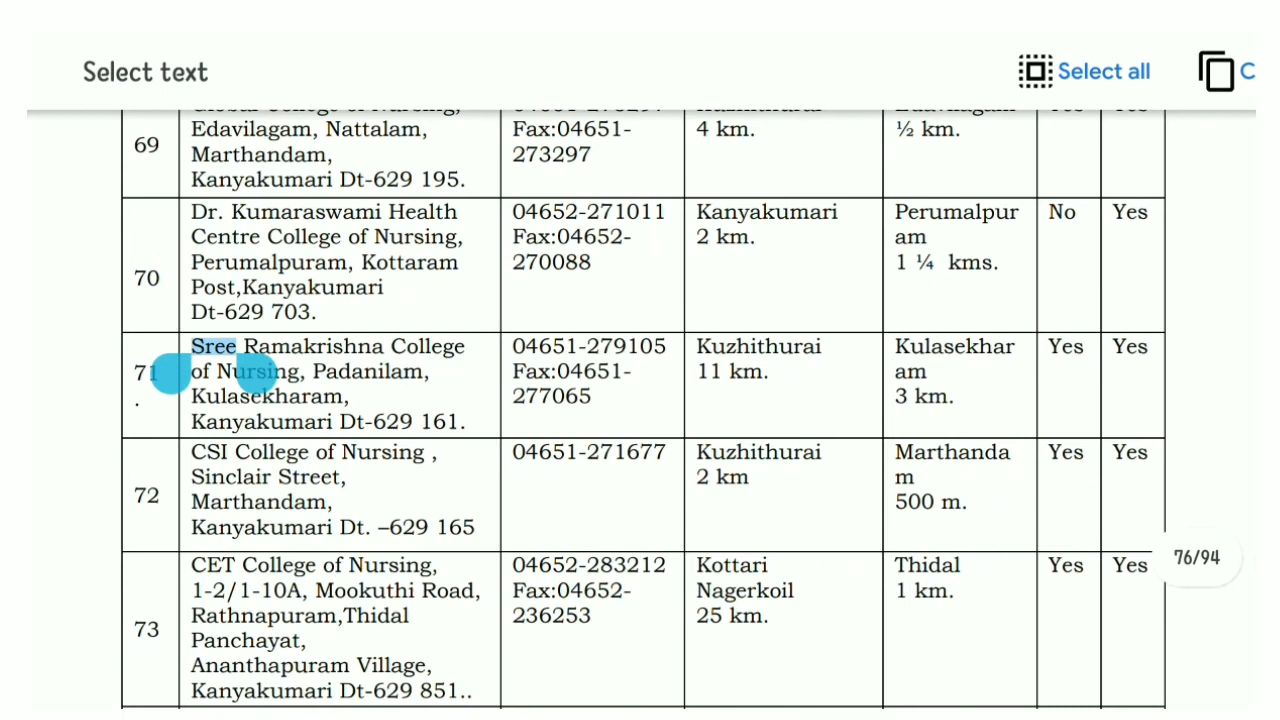 Select text
Select all
C
69
Edavilagam, Nattalam,
Marthandam,
Kanyakumari Dt-629 195.
Fax:04651-
273297
4 km.
½ km.
70
Dr. Kumaraswami Health
Centre College of Nursing,
Perumalpuram, Kottaram
Post,Kanyakumari
Dt-629 703.
04652-271011
Fax:04652-
270088
Kanyakumari
2 km.
Perumalpur
am
1 ¼ kms.
No
Yes
71
.
Sree Ramakrishna College
of Nursing, Padanilam,
Kulasekharam,
Kanyakumari Dt-629 161.
04651-279105
Fax:04651-
277065
Kuzhithurai
11 km.
Kulasekhar
am
3 km.
Yes
Yes
72
CSI College of Nursing ,
Sinclair Street,
Marthandam,
Kanyakumari Dt. –629 165
04651-271677
Kuzhithurai
2 km
Marthanda
m
500 m.
Yes
Yes
73
CET College of Nursing,
1-2/1-10A, Mookuthi Road,
Rathnapuram,Thidal
Panchayat,
Ananthapuram Village,
Kanyakumari Dt-629 851..
04652-283212
Fax:04652-
236253
Kottari
Nagerkoil
25 km.
Thidal
1 km.
Yes
Yes
76/94